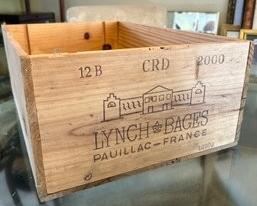 12 B CRD 2000
LYNCH BAGES
PAUILLAC-FRANCE